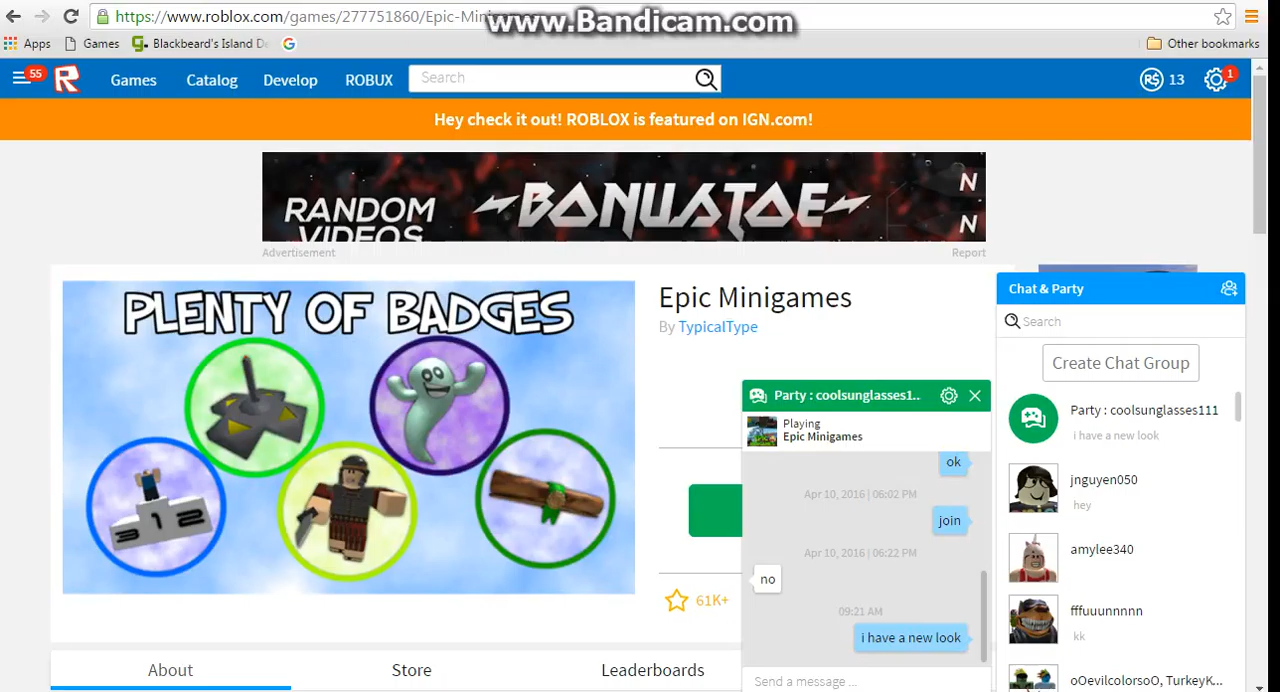 https://www.roblox.com/games/277751860/Epic-Mini
www.Bandicam.com
Apps
Games
Blackbeard's Island De
Other bookmarks
55
Games
Catalog
Develop
ROBUX
Search
R$ 13
1
Hey check it out! ROBLOX is featured on IGN.com!
RANDOM
VIDEOS
BONUSTOE
N
N
Advertisement
Report
PLENTY OF BADGES
3 1 2
Epic Minigames
By TypicalType
61K+
About
Store
Leaderboards
Party : coolsunglasses1..
Playing
Epic Minigames
ok
Apr 10, 2016 | 06:02 PM
join
Apr 10, 2016 | 06:22 PM
no
09:21 AM
i have a new look
Send a message ...
Chat & Party
Search
Create Chat Group
Party : coolsunglasses111
i have a new look
jnguyen050
hey
amylee340
fffuuunnnnn
kk
oOevilcolorsoO, TurkeyK...